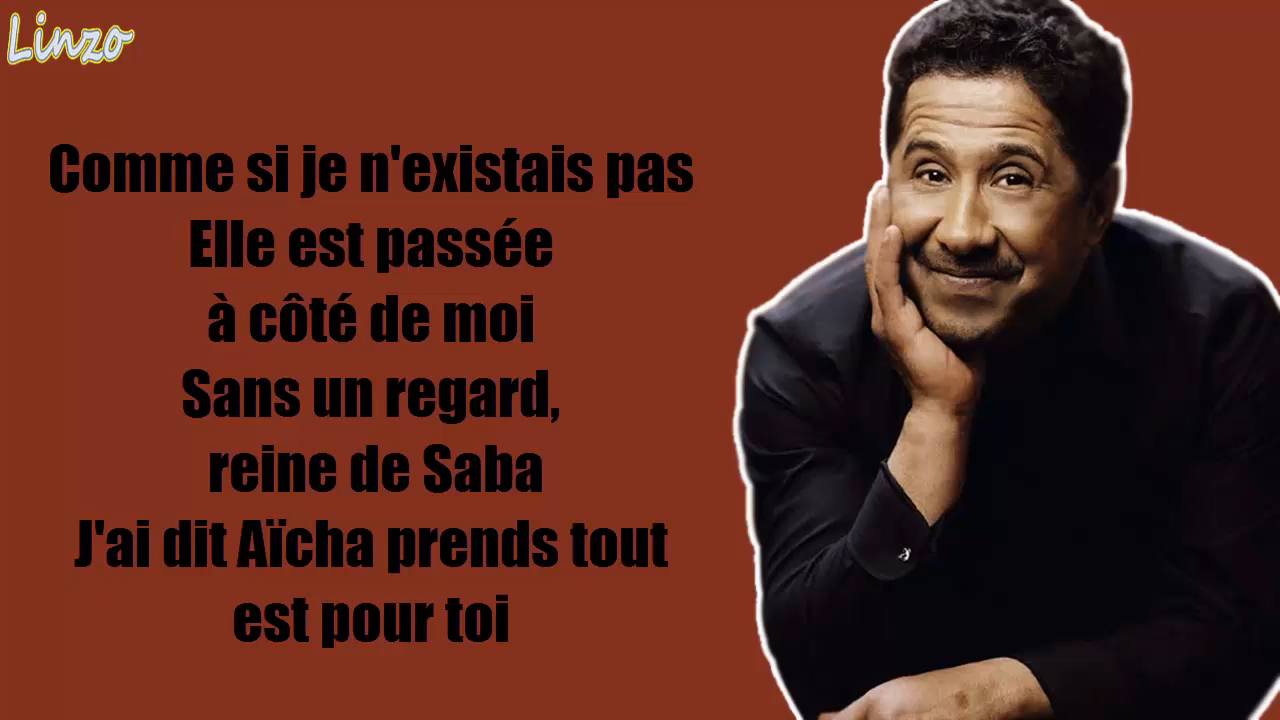 Linzo
Comme si je n'existais pas
Elle est passée
à côté de moi
Sans un regard,
reine de Saba
J'ai dit Aïcha prends tout
est pour toi